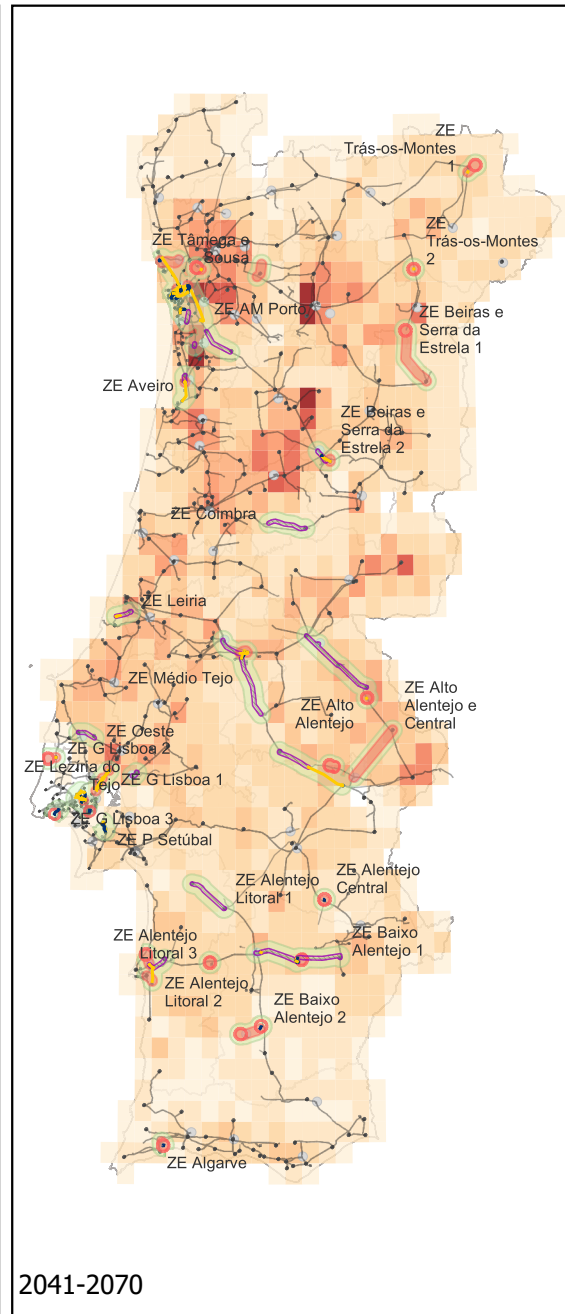 ZE
Trás-os-Montes
1
ZE Tâmega e
Sousa
ZE
Trás-os-Montes
2
ZE AM Porto
ZE Beiras e
Serra da
Estrela 1
ZE Aveiro
ZE Beiras e
Serra da
Estrela 2
ZE Coimbra
ZE Leiria
ZE Médio Tejo
ZE Alto
Alentejo
ZE Alto
Alentejo e
Central
ZE Oeste
ZE G Lisboa 2
ZE Lezíria do
Tejo
ZE G Lisboa 1
ZE G Lisboa 3
ZE P Setúbal
ZE Alentejo
Litoral 1
ZE Alentejo
Central
ZE Alentejo
Litoral 3
ZE Baixo
Alentejo 1
ZE Alentejo
Litoral 2
ZE Baixo
Alentejo 2
ZE Algarve
2041-2070